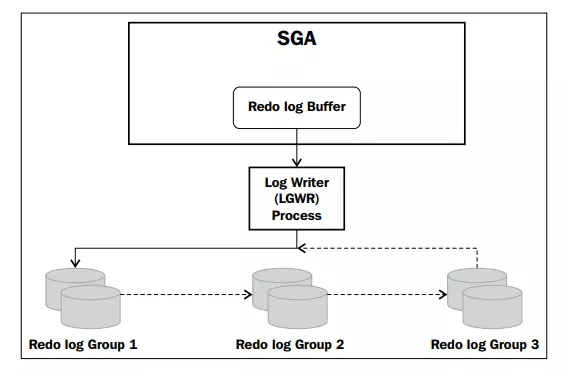 SGA
Redo log Buffer
Log Writer
(LGWR)
Process
Redo log Group 1
Redo log Group 2
Redo log Group 3